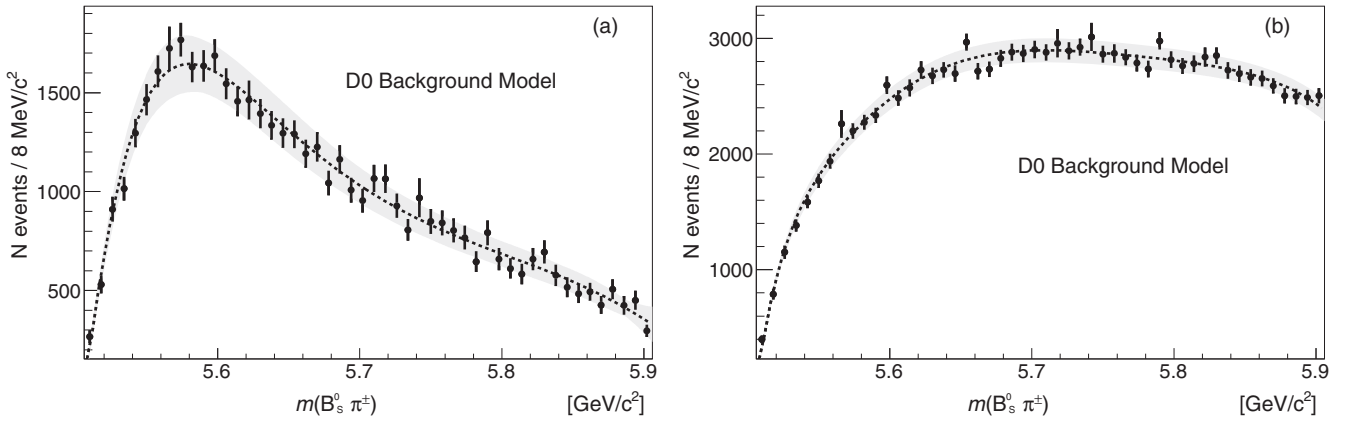 (a)
D0 Background Model
N events / 8 MeV/c²
1500
1000
500
5.6 5.7 5.8 5.9
m(B⁰ₛ π±) [GeV/c²]
(b)
D0 Background Model
N events / 8 MeV/c²
3000
2000
1000
5.6 5.7 5.8 5.9
m(B⁰ₛ π±) [GeV/c²]